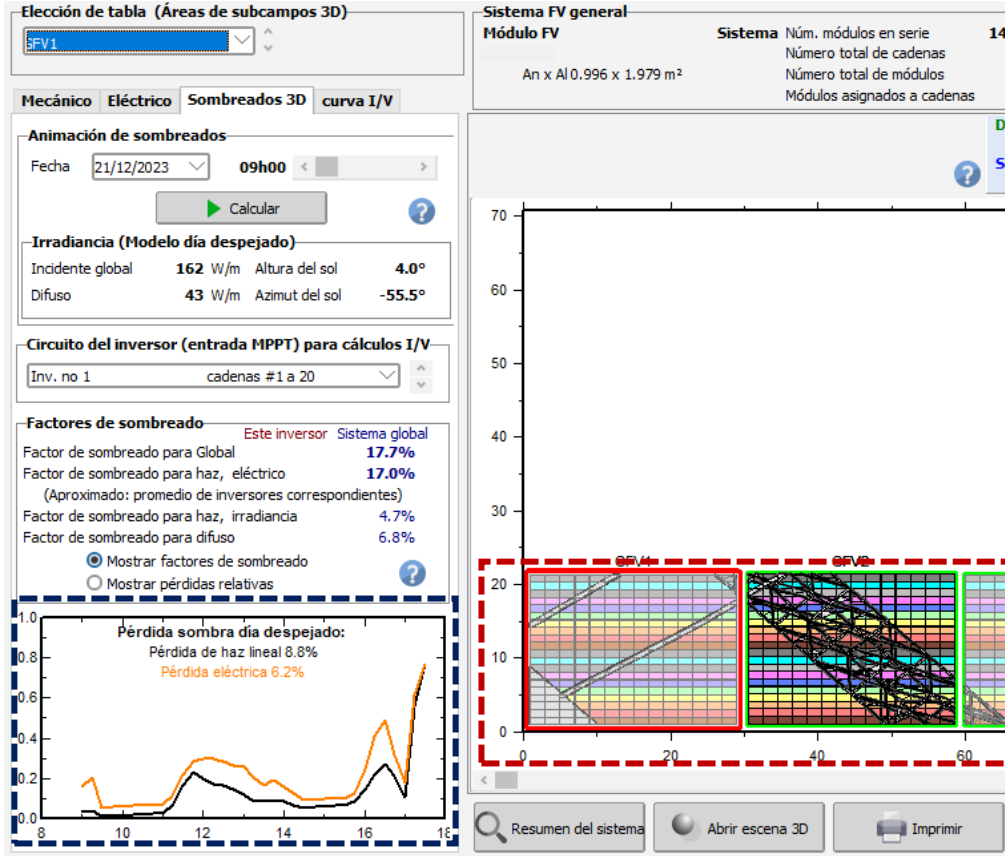 Elección de tabla (Áreas de subcampos 3D)
GFV1
Mecánico Eléctrico Sombreados 3D curva I/V
Animación de sombreados
Fecha 21/12/2023 09h00
Calcular
Irradiancia (Modelo día despejado)
Incidente global 162 W/m Altura del sol 4.0°
Difuso 43 W/m Azimut del sol -55.5°
Circuito del inversor (entrada MPPT) para cálculos I/V
Inv. no 1 cadenas #1 a 20
Factores de sombreado
Este inversor Sistema global
Factor de sombreado para Global 17.7%
Factor de sombreado para haz, eléctrico 17.0%
(Aproximado: promedio de inversores correspondientes)
Factor de sombreado para haz, irradiancia 4.7%
Factor de sombreado para difuso 6.8%
Mostrar factores de sombreado
Mostrar pérdidas relativas
Pérdida sombra día despejado:
Pérdida de haz lineal 8.8%
Pérdida eléctrica 6.2%
1.0
0.8
0.6
0.4
0.2
0.0
8 10 12 14 16 18
Sistema FV general
Módulo FV Sistema Núm. módulos en serie 14
Número total de cadenas
An x Al 0.996 x 1.979 m² Número total de módulos
Módulos asignados a cadenas
70
60
50
40
30
20
10
0
GFV1 GFV2
0 20 40 60
Resumen del sistema Abrir escena 3D Imprimir